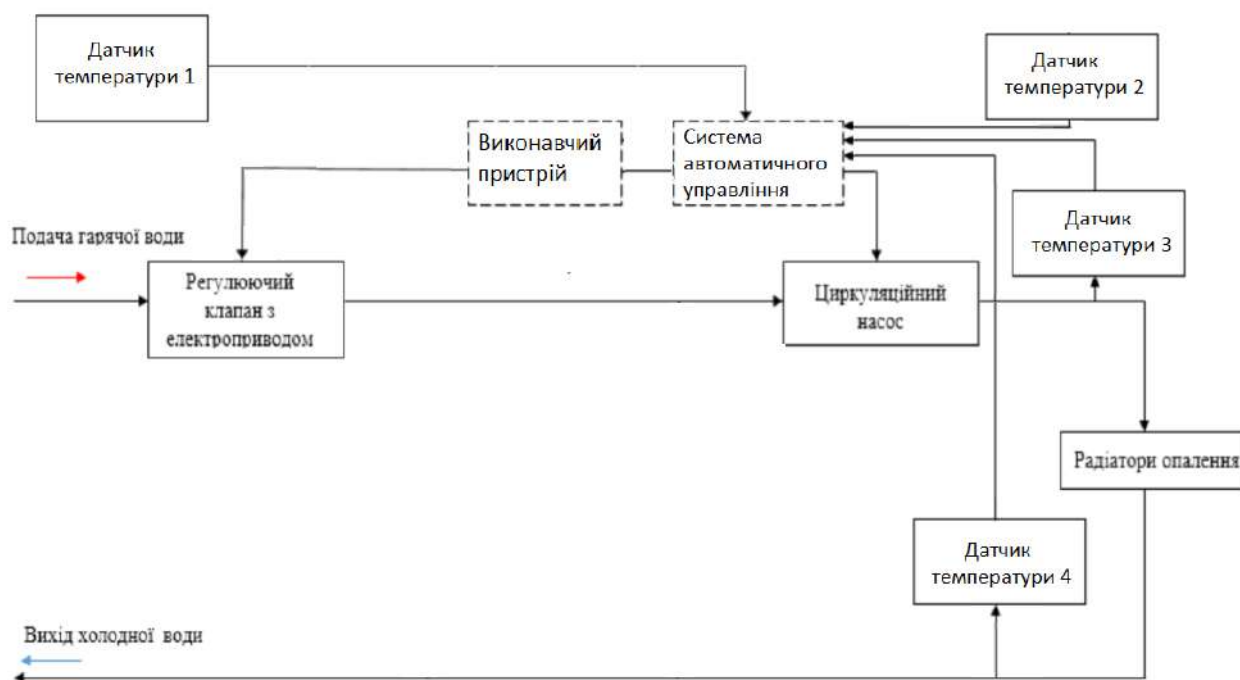 Датчик
температури 1
Датчик
температури 2
Виконавчий
пристрій
Система
автоматичного
управління
Датчик
температури 3
Подача гарячої води
Регулюючий
клапан з
електроприводом
Циркуляційний
насос
Радіатори опалення
Датчик
температури 4
Вихід холодної води